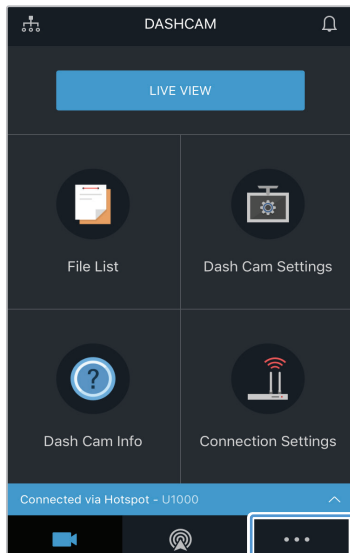 DASHCAM
LIVE VIEW
File List
Dash Cam Settings
?
Dash Cam Info
Connection Settings
Connected via Hotspot - U1000